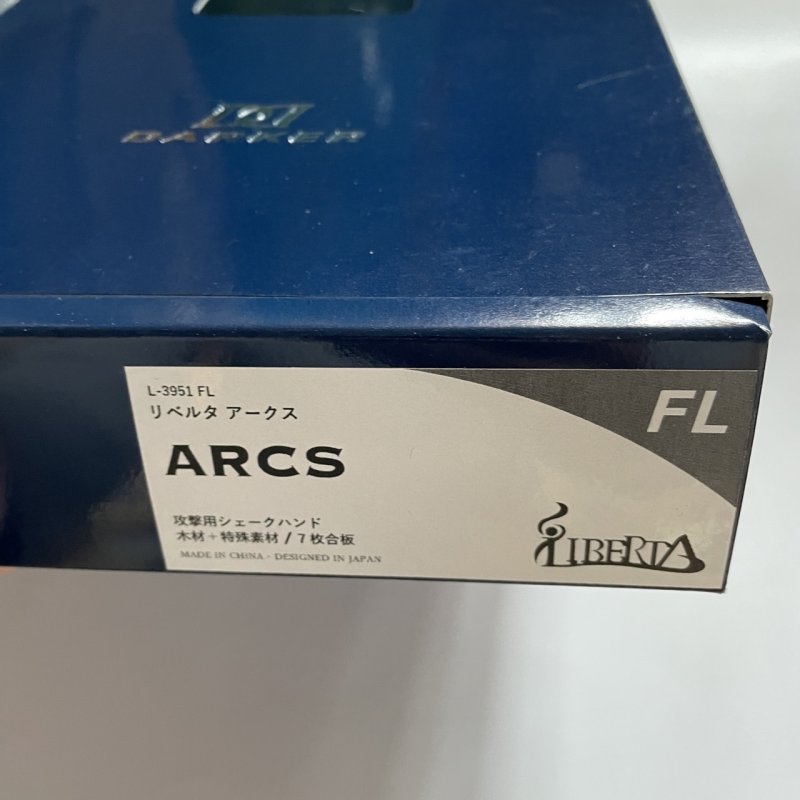 DARKER
L-3951 FL
リベルタ アークス
FL
ARCS
攻撃用シェークハンド
木材+特殊素材 / 7枚合板
MADE IN CHINA・DESIGNED IN JAPAN
LIBERTA